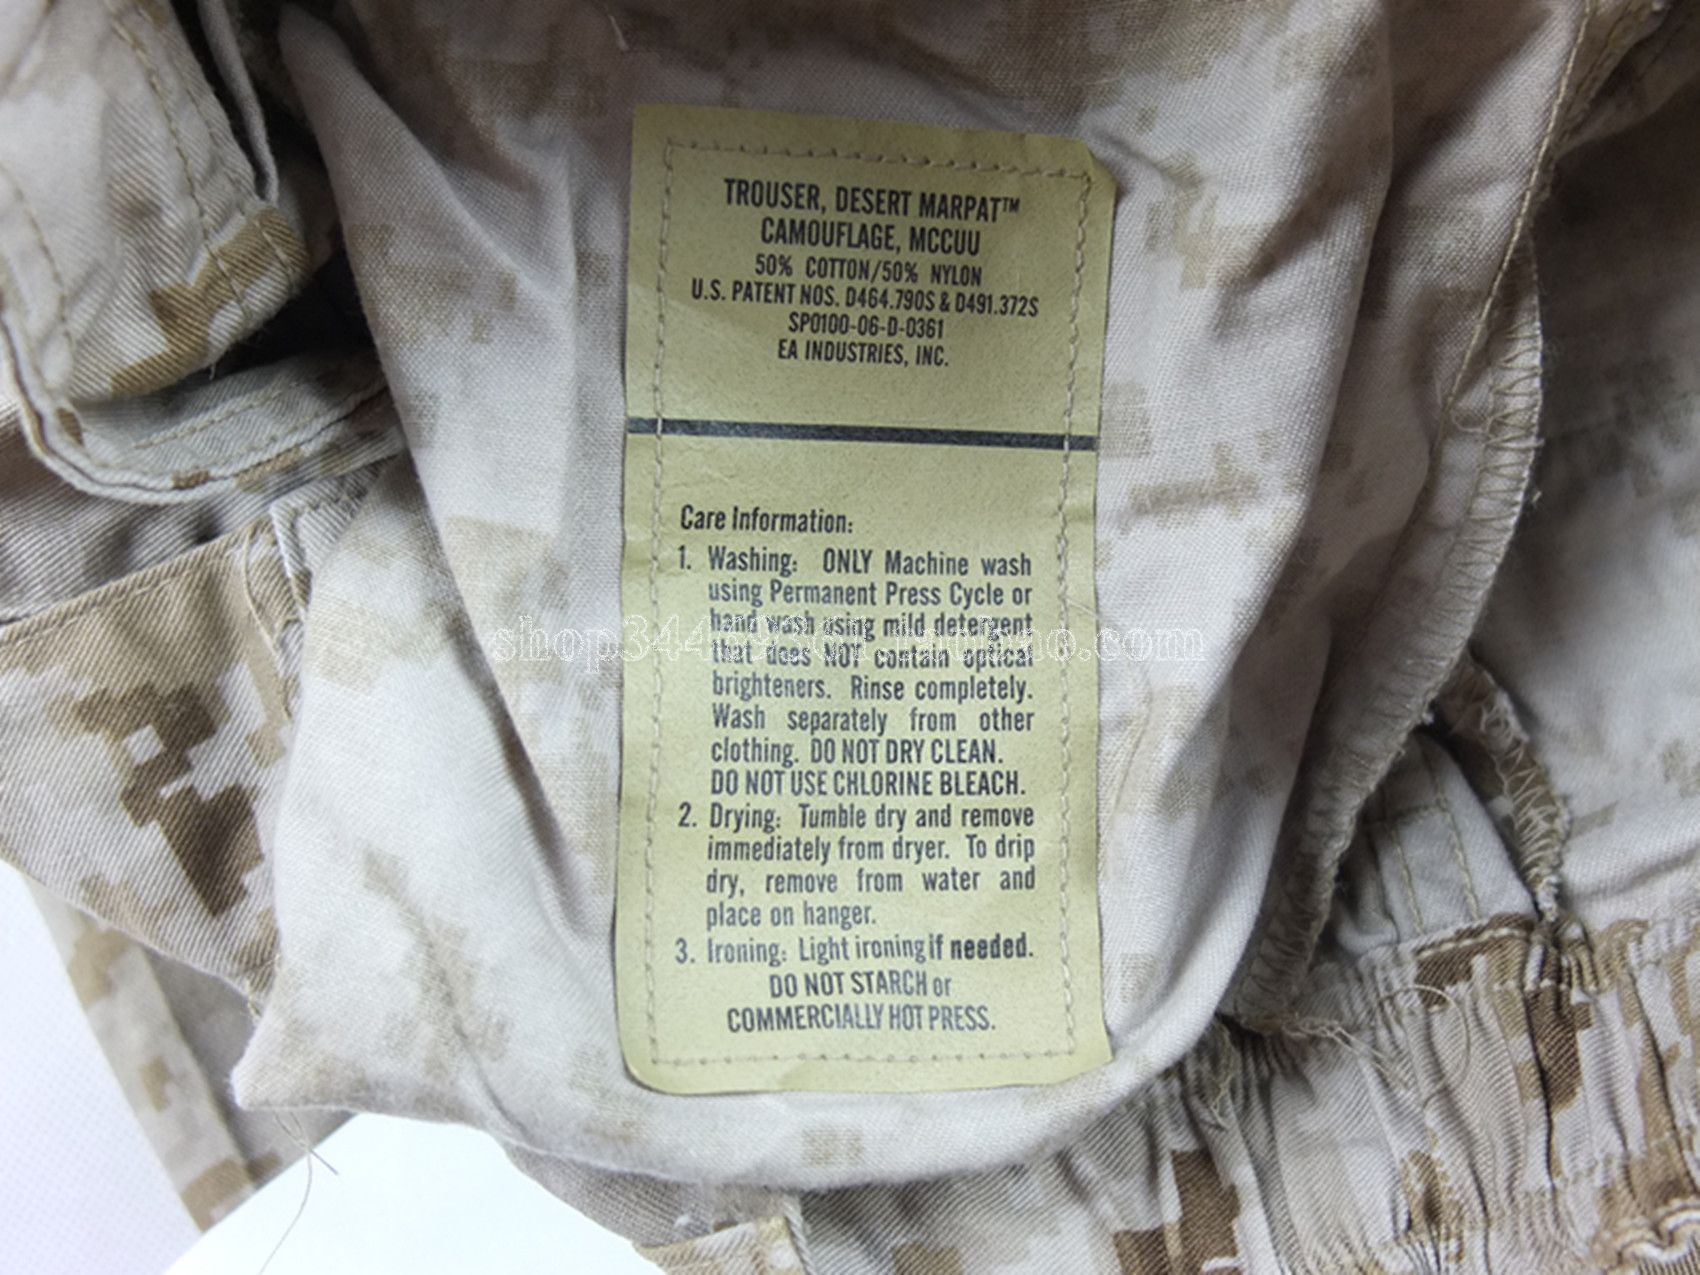 TROUSER, DESERT MARPAT™
CAMOUFLAGE, MCCUU
50% COTTON/50% NYLON
U.S. PATENT NOS. D464.790S & D491.372S
SPO100-06-D-0361
EA INDUSTRIES, INC.
Care Information:
1. Washing: ONLY Machine wash
using Permanent Press Cycle or
hand wash using mild detergent
that does NOT contain optical
brighteners. Rinse completely.
Wash separately from other
clothing. DO NOT DRY CLEAN.
DO NOT USE CHLORINE BLEACH.
2. Drying: Tumble dry and remove
immediately from dryer. To drip
dry, remove from water and
place on hanger.
3. Ironing: Light ironing if needed.
DO NOT STARCH or
COMMERCIALLY HOT PRESS.